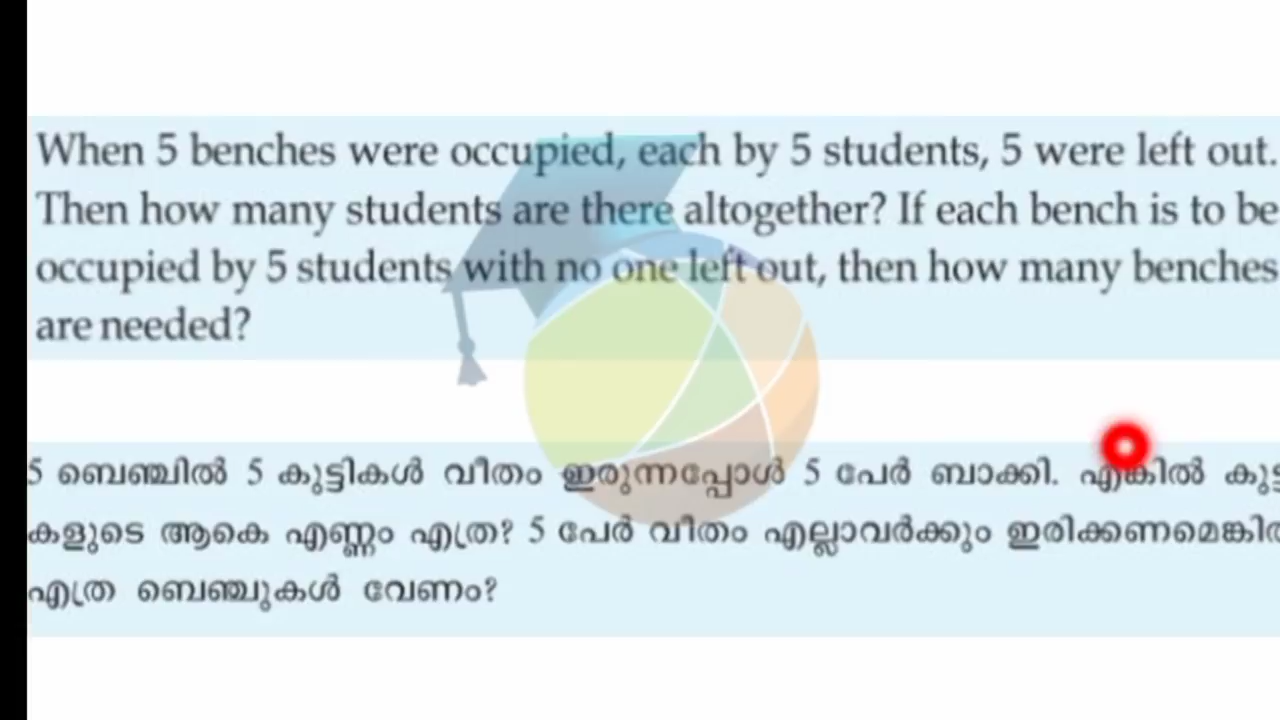 When 5 benches were occupied, each by 5 students, 5 were left out.
Then how many students are there altogether? If each bench is to be
occupied by 5 students with no one left out, then how many benches
are needed?
5 ബെഞ്ചിൽ 5 കുട്ടികൾ വീതം ഇരുന്നപ്പോൾ 5 പേർ ബാക്കി. എങ്കിൽ
കളുടെ ആകെ എണ്ണം എത്ര? 5 പേർ വീതം എല്ലാവർക്കും
എത്ര ബെഞ്ചുകൾ വേണം?